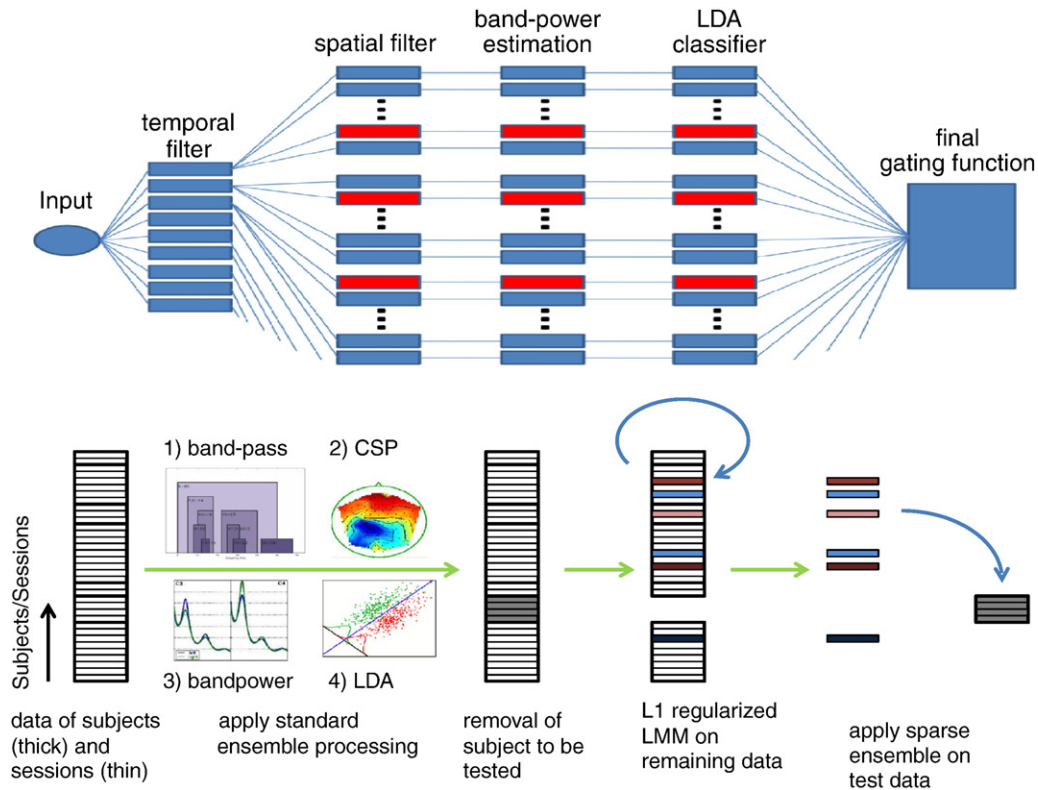 band-power
estimation
LDA
classifier
spatial filter
temporal
filter
final
gating function
Input
1) band-pass
2) CSP
Subjects/Sessions
3) bandpower
4) LDA
data of subjects
(thick) and
sessions (thin)
apply standard
ensemble processing
removal of
subject to be
tested
L1 regularized
LMM on
remaining data
apply sparse
ensemble on
test data